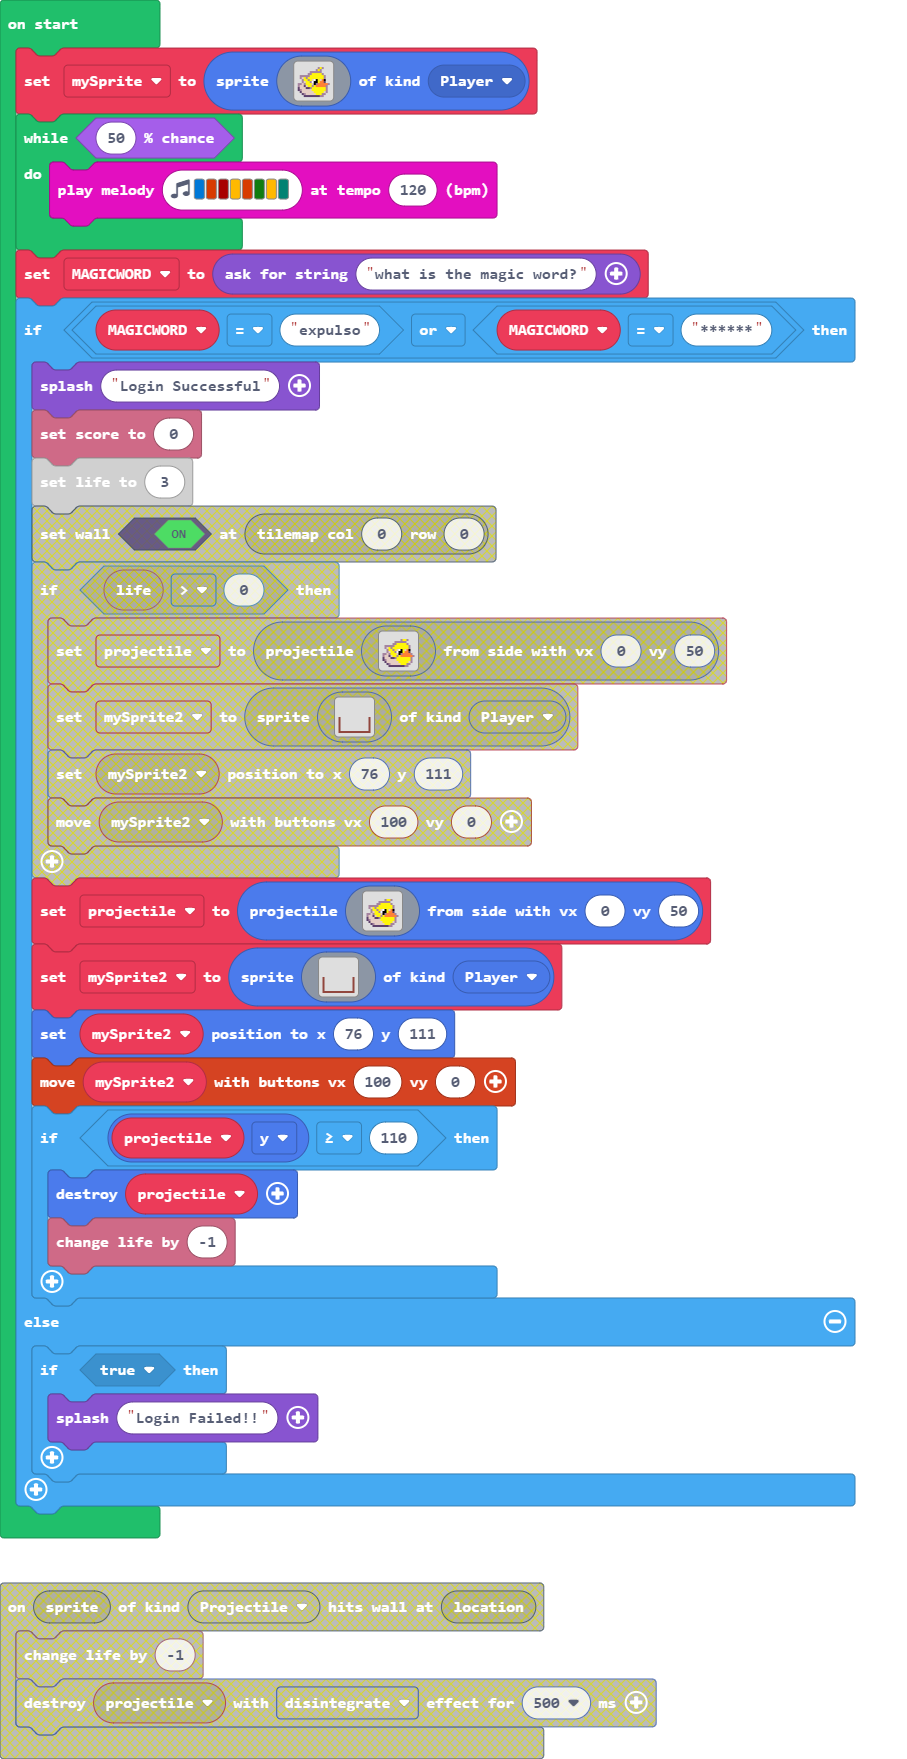 on start
set mySprite to sprite of kind Player
while 50 % chance
do
play melody at tempo 120 (bpm)
set MAGICWORD to ask for string "what is the magic word?"
if MAGICWORD = "expulso" or MAGICWORD = "******" then
splash "Login Successful"
set score to 0
set life to 3
set wall ON at tilemap col 0 row 0
if life > 0 then
set projectile to projectile from side with vx 0 vy 50
set mySprite2 to sprite of kind Player
set mySprite2 position to x 76 y 111
move mySprite2 with buttons vx 100 vy 0
set projectile to projectile from side with vx 0 vy 50
set mySprite2 to sprite of kind Player
set mySprite2 position to x 76 y 111
move mySprite2 with buttons vx 100 vy 0
if projectile y ≥ 110 then
destroy projectile
change life by -1
else
if true then
splash "Login Failed!!"
on sprite of kind Projectile hits wall at location
change life by -1
destroy projectile with disintegrate effect for 500 ms